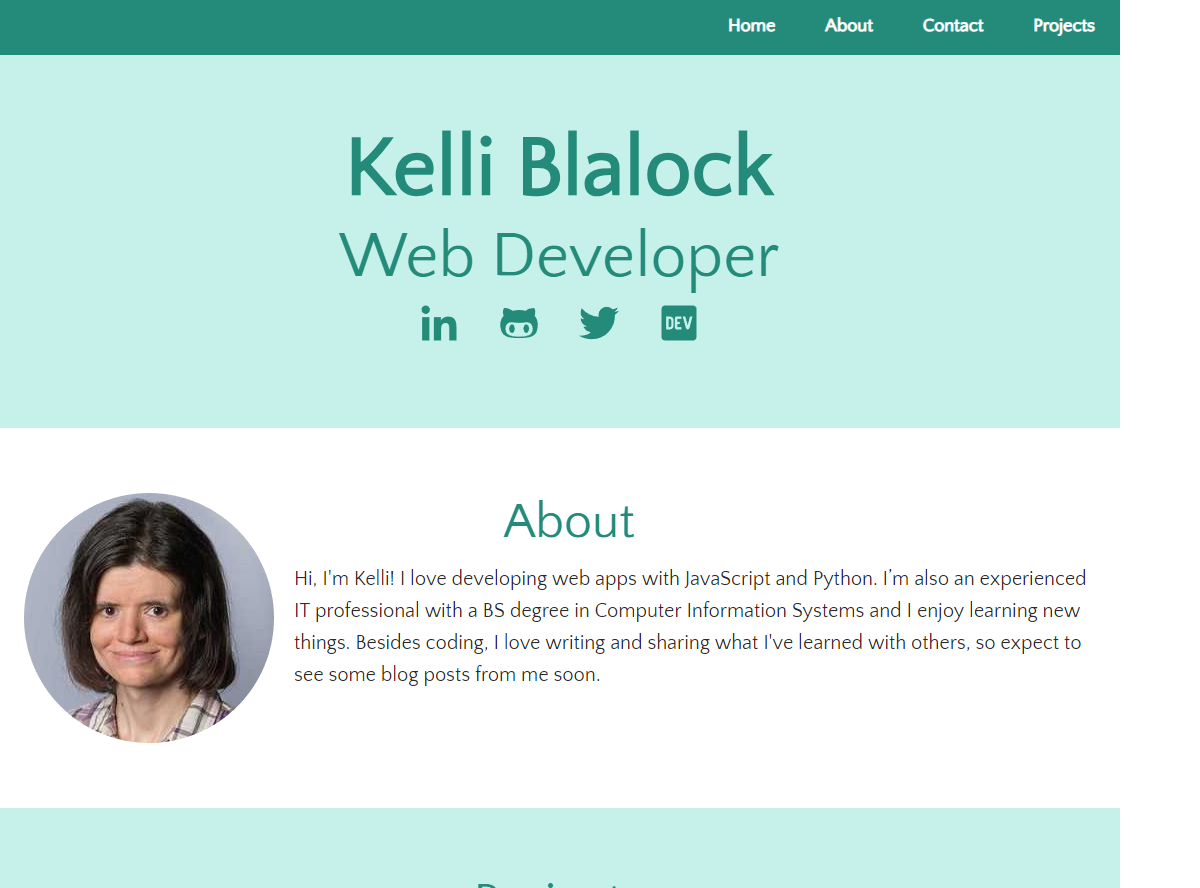 Home About Contact Projects
Kelli Blalock
Web Developer
in
DEV
About
Hi, I'm Kelli! I love developing web apps with JavaScript and Python. I’m also an experienced
IT professional with a BS degree in Computer Information Systems and I enjoy learning new
things. Besides coding, I love writing and sharing what I've learned with others, so expect to
see some blog posts from me soon.